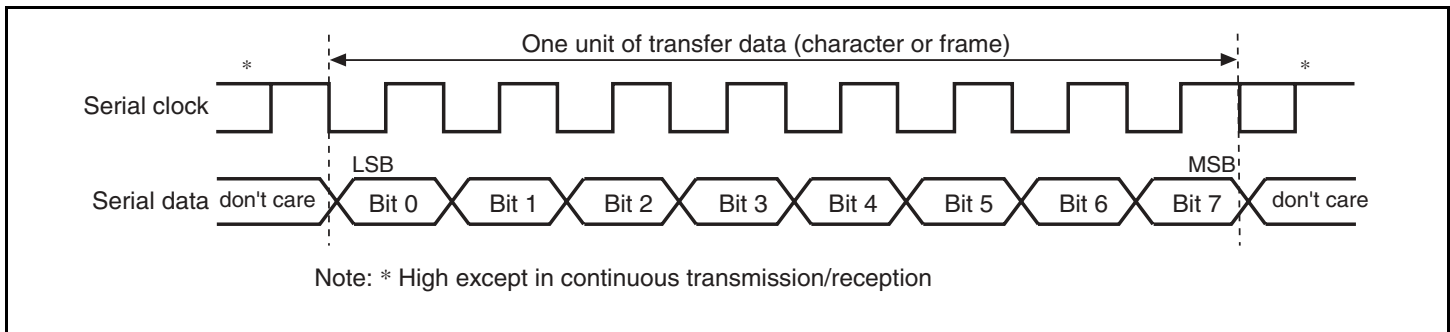 One unit of transfer data (character or frame)
* *
Serial clock
LSB MSB
Serial data don't care Bit 0 Bit 1 Bit 2 Bit 3 Bit 4 Bit 5 Bit 6 Bit 7 don't care
Note: * High except in continuous transmission/reception